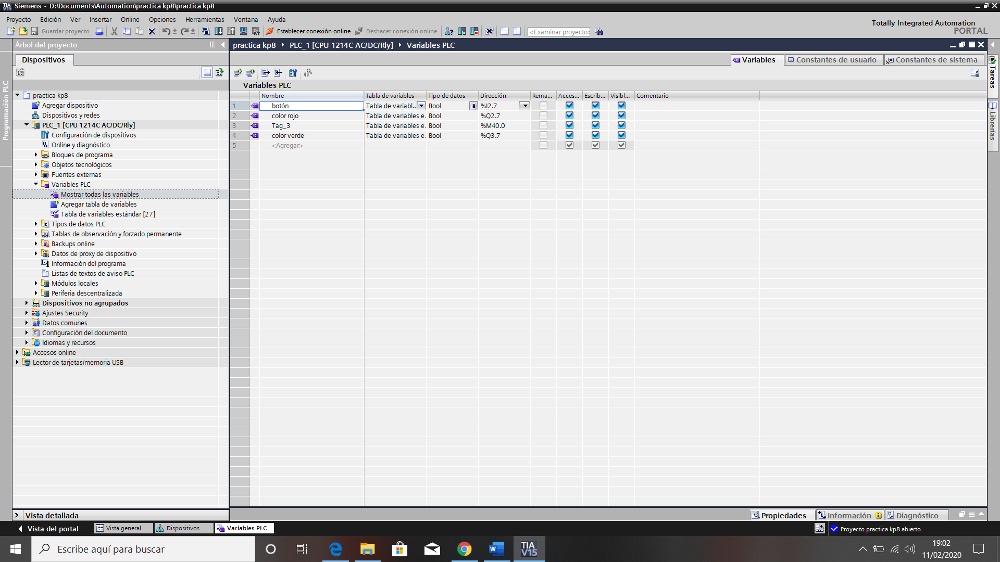 Siemens - D:\Documents\Automation\practica kp8\practica kp8
Proyecto Edición Ver Insertar Online Opciones Herramientas Ventana Ayuda
Totally Integrated Automation
PORTAL
Guardar proyecto Establecer conexión online Deshacer conexión online <Examinar proyecto>
Árbol del proyecto
practica kp8 PLC_1 [CPU 1214C AC/DC/Rly] Variables PLC
Dispositivos
Variables Constantes de usuario Constantes de sistema
Programación PLC
Tareas
Librerías
practica kp8
Agregar dispositivo
Dispositivos y redes
PLC_1 [CPU 1214C AC/DC/Rly]
Configuración de dispositivos
Online y diagnóstico
Bloques de programa
Objetos tecnológicos
Fuentes externas
Variables PLC
Mostrar todas las variables
Agregar tabla de variables
Tabla de variables estándar [27]
Tipos de datos PLC
Tablas de observación y forzado permanente
Backups online
Datos de proxy de dispositivo
Información del programa
Listas de textos de aviso PLC
Módulos locales
Periferia descentralizada
Dispositivos no agrupados
Ajustes Security
Datos comunes
Configuración del documento
Idiomas y recursos
Accesos online
Lector de tarjetas/memoria USB
Variables PLC
Nombre Tabla de variables Tipo de datos Dirección Rema... Acces... Escrib... Visibl... Comentario
1 botón Tabla de variabl.. Bool %I2.7
2 color rojo Tabla de variables e. Bool %Q2.7
3 Tag_3 Tabla de variables e. Bool %M40.0
4 color verde Tabla de variables e. Bool %Q3.7
5 <Agregar>
Vista detallada
Propiedades Información Diagnóstico
Vista del portal Vista general Dispositivos ... Variables PLC
Proyecto practica kp8 abierto.
Escribe aquí para buscar
TIA
V15
19:02
11/02/2020